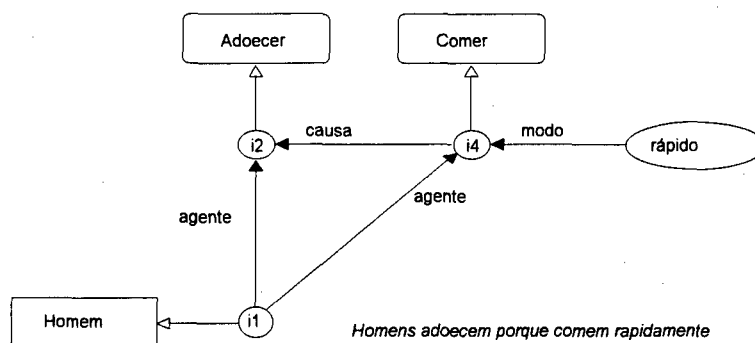 Adoecer
Comer
causa
modo
i2
i4
rápido
agente
agente
Homem
i1
Homens adoecem porque comem rapidamente